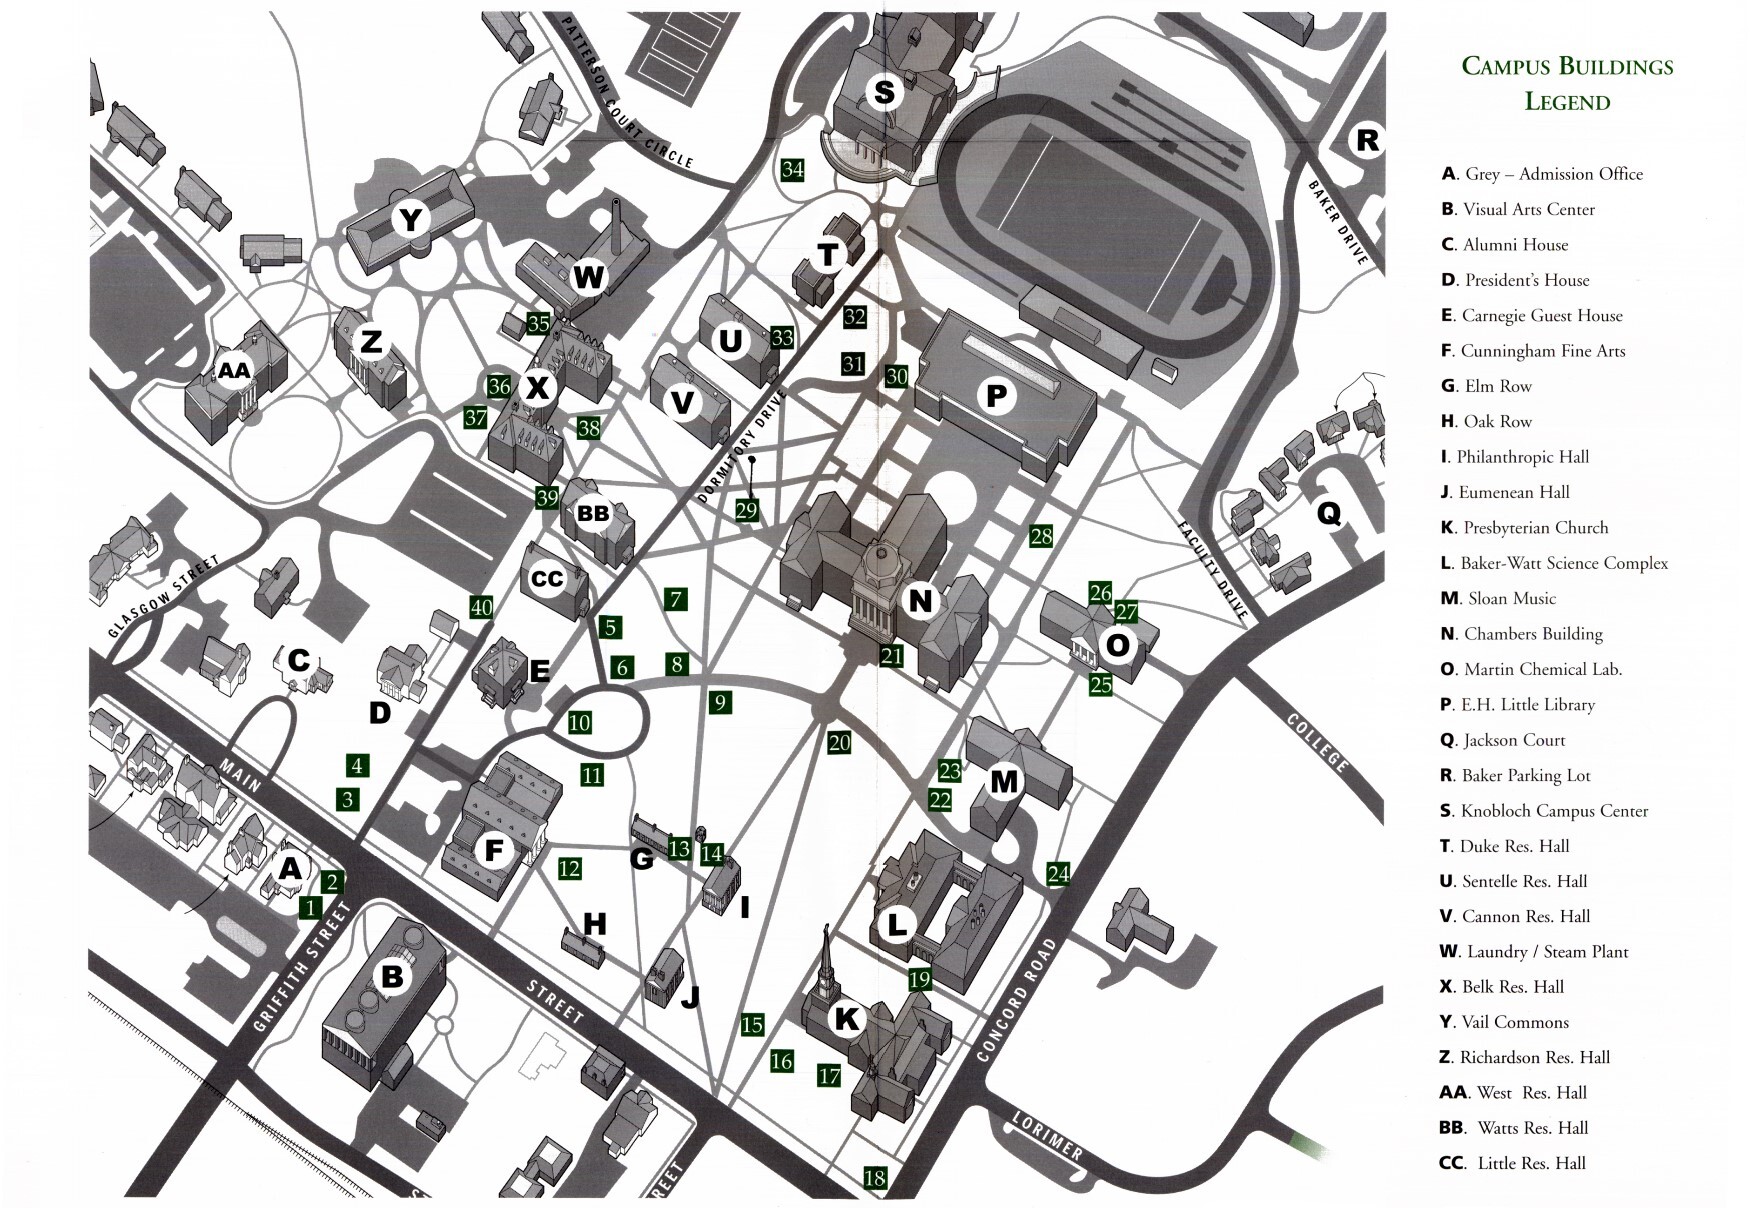 CAMPUS BUILDINGS
LEGEND
A. Grey – Admission Office
B. Visual Arts Center
C. Alumni House
D. President's House
E. Carnegie Guest House
F. Cunningham Fine Arts
G. Elm Row
H. Oak Row
I. Philanthropic Hall
J. Eumenean Hall
K. Presbyterian Church
L. Baker-Watt Science Complex
M. Sloan Music
N. Chambers Building
O. Martin Chemical Lab.
P. E.H. Little Library
Q. Jackson Court
R. Baker Parking Lot
S. Knobloch Campus Center
T. Duke Res. Hall
U. Sentelle Res. Hall
V. Cannon Res. Hall
W. Laundry / Steam Plant
X. Belk Res. Hall
Y. Vail Commons
Z. Richardson Res. Hall
AA. West Res. Hall
BB. Watts Res. Hall
CC. Little Res. Hall
PATTERSON COURT CIRCLE
S
R
34
BAKER DRIVE
Y
T
W
32
35
33
U
Z
31
AA
30
36
X
P
V
37
38
DORMITORY DRIVE
39
29
BB
Q
28
FACULTY DRIVE
CC
GLASGOW STREET
26
7
N
40
27
5
O
21
C
8
6
E
25
9
D
10
20
COLLEGE
4
23
MAIN
11
M
3
22
F
13
14
G
A
12
24
2
1
I
H
L
GRIFFITH STREET
B
19
J
STREET
K
15
CONCORD ROAD
16
17
LORIMER
18
REET